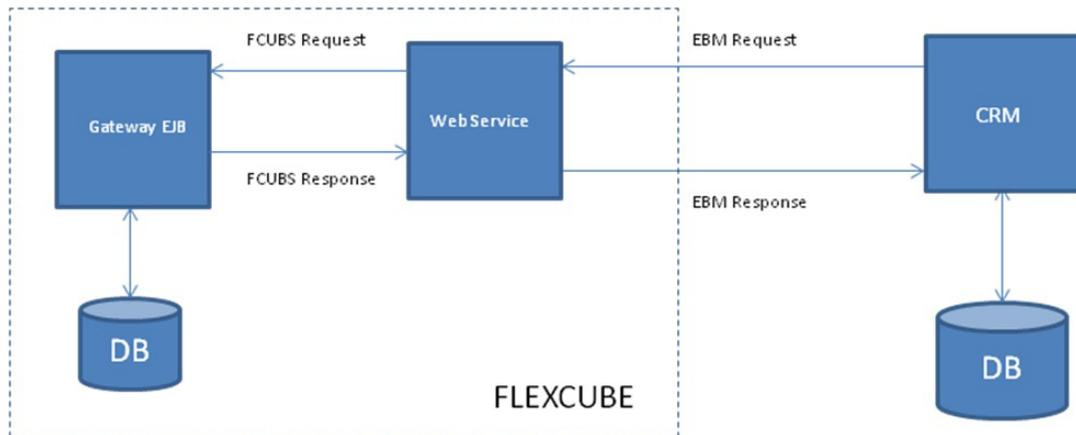 FCUBS Request
EBM Request
Gateway EJB
WebService
CRM
FCUBS Response
EBM Response
DB
DB
FLEXCUBE